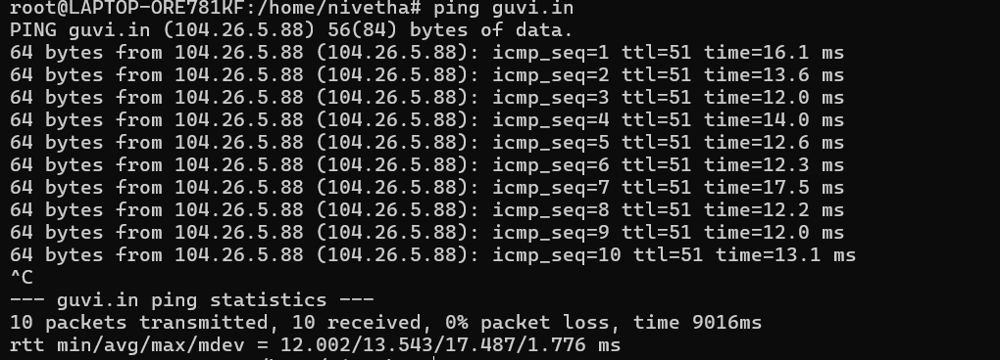 root@LAPTOP-ORE781KF:/home/nivetha# ping guvi.in
PING guvi.in (104.26.5.88) 56(84) bytes of data.
64 bytes from 104.26.5.88 (104.26.5.88): icmp_seq=1 ttl=51 time=16.1 ms
64 bytes from 104.26.5.88 (104.26.5.88): icmp_seq=2 ttl=51 time=13.6 ms
64 bytes from 104.26.5.88 (104.26.5.88): icmp_seq=3 ttl=51 time=12.0 ms
64 bytes from 104.26.5.88 (104.26.5.88): icmp_seq=4 ttl=51 time=14.0 ms
64 bytes from 104.26.5.88 (104.26.5.88): icmp_seq=5 ttl=51 time=12.6 ms
64 bytes from 104.26.5.88 (104.26.5.88): icmp_seq=6 ttl=51 time=12.3 ms
64 bytes from 104.26.5.88 (104.26.5.88): icmp_seq=7 ttl=51 time=17.5 ms
64 bytes from 104.26.5.88 (104.26.5.88): icmp_seq=8 ttl=51 time=12.2 ms
64 bytes from 104.26.5.88 (104.26.5.88): icmp_seq=9 ttl=51 time=12.0 ms
64 bytes from 104.26.5.88 (104.26.5.88): icmp_seq=10 ttl=51 time=13.1 ms
^C
--- guvi.in ping statistics ---
10 packets transmitted, 10 received, 0% packet loss, time 9016ms
rtt min/avg/max/mdev = 12.002/13.543/17.487/1.776 ms